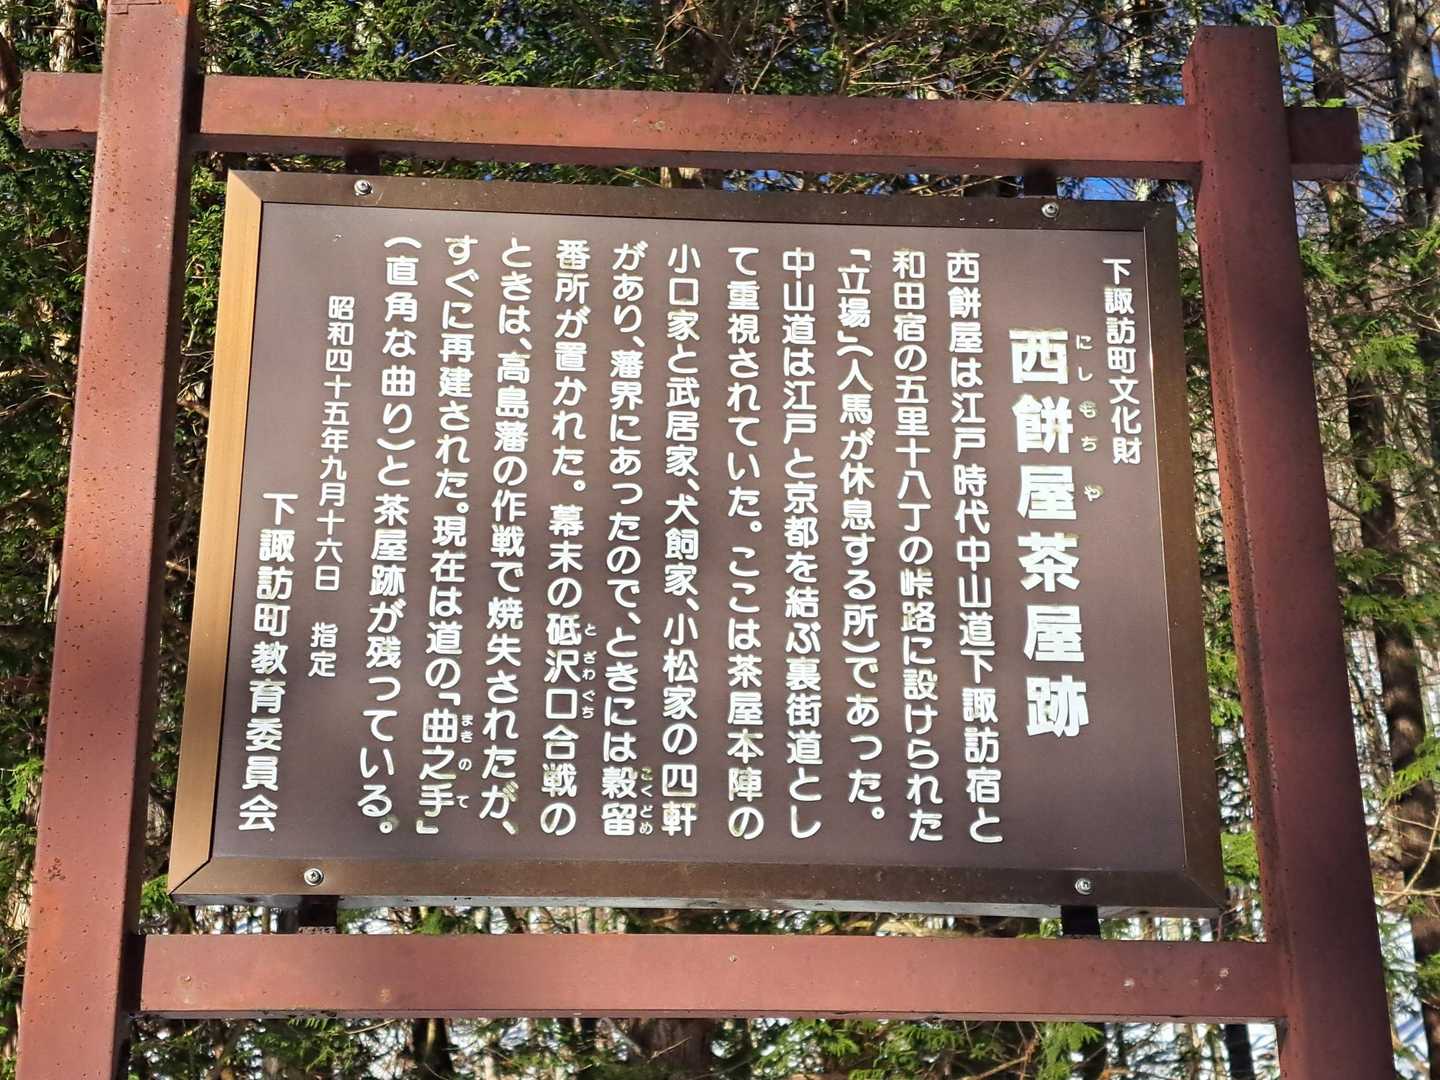 下諏訪町文化財
にしもちや
西餅屋茶屋跡
西餅屋は江戸時代中山道下諏訪宿と
和田宿の五里十八丁の峠路に設けられた
「立場」(人馬が休息する所)であった。
中山道は江戸と京都を結ぶ裏街道とし
て重視されていた。ここは茶屋本陣の
小口家と武居家、犬飼家、小松家の四軒
があり、藩界にあったので、ときには穀留
こくどめ
番所が置かれた。幕末の砥沢口合戦の
とざわぐち
ときは、高島藩の作戦で焼失されたが、
すぐに再建された。現在は道の「曲之手」
まきのて
(直角な曲り)と茶屋跡が残っている。
昭和四十五年九月十六日 指定
下諏訪町教育委員会